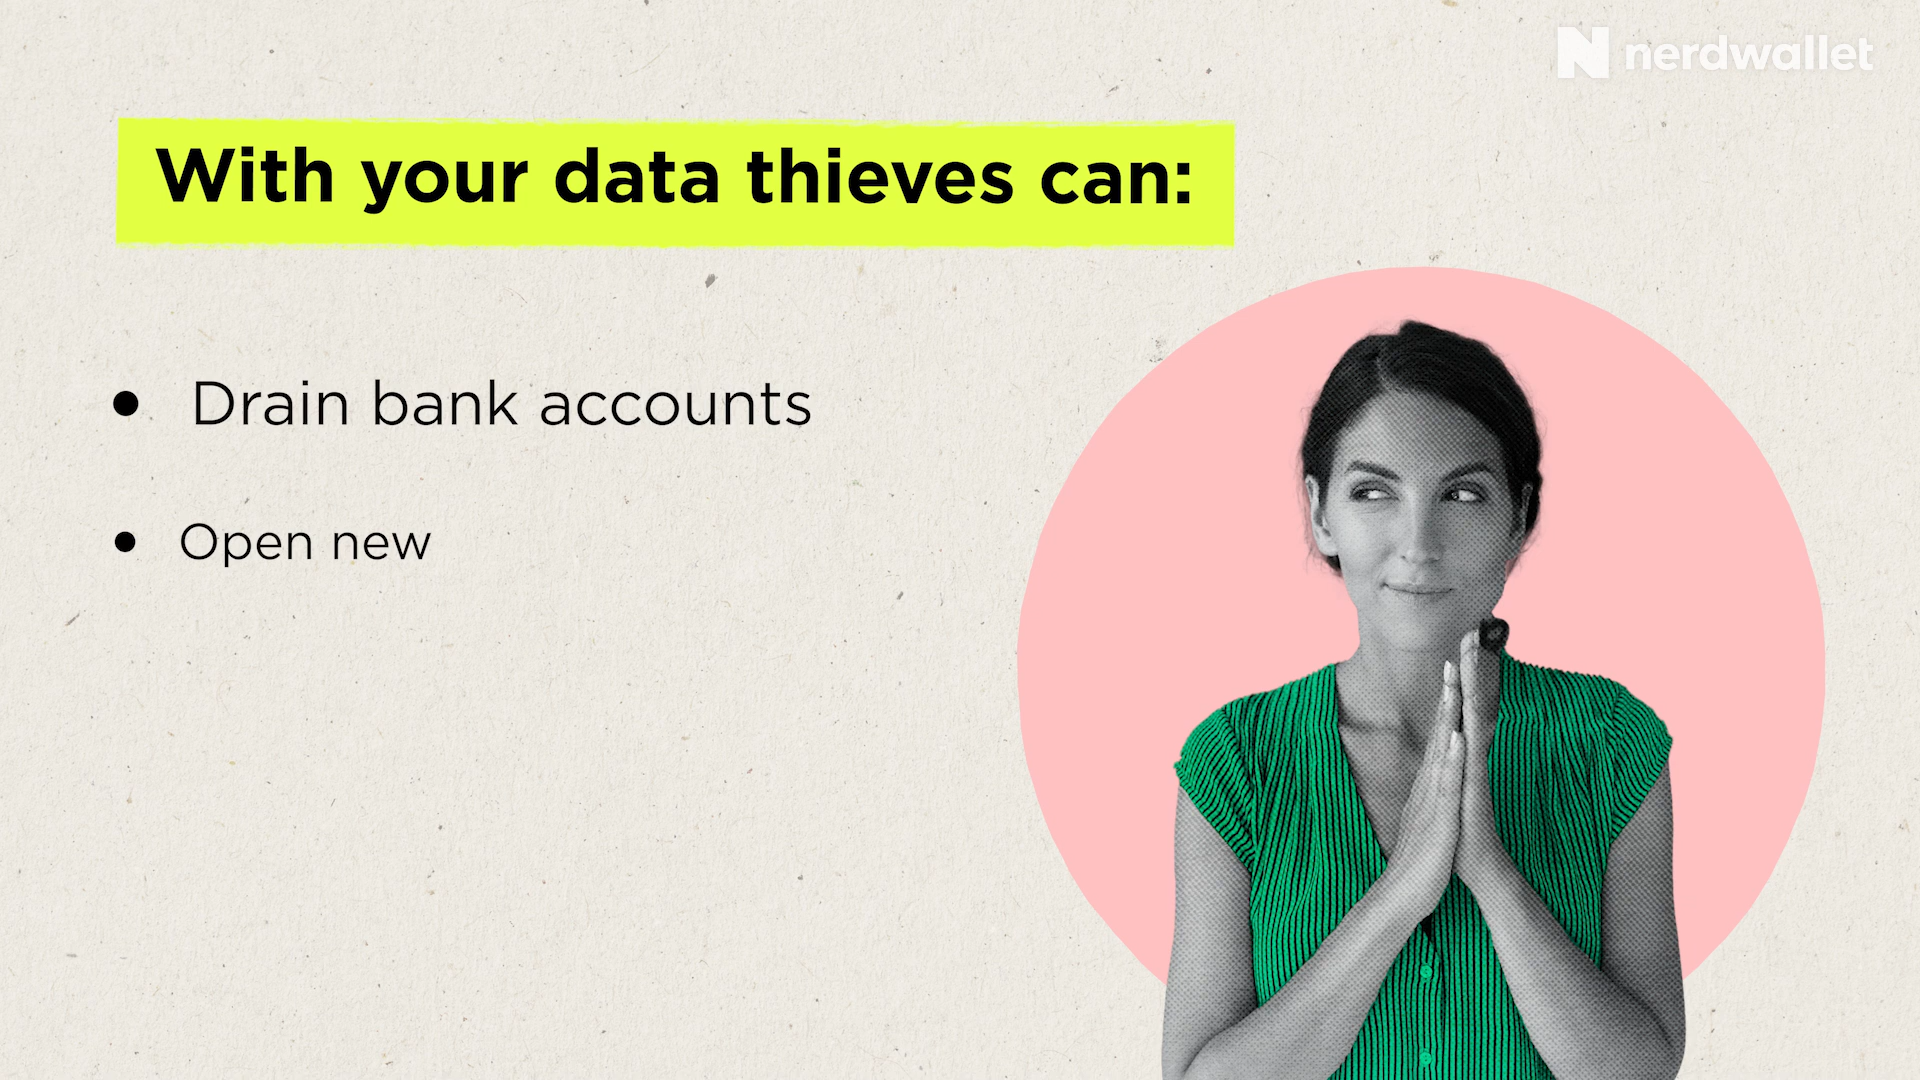 nerdwallet
With your data thieves can:
• Drain bank accounts
• Open new